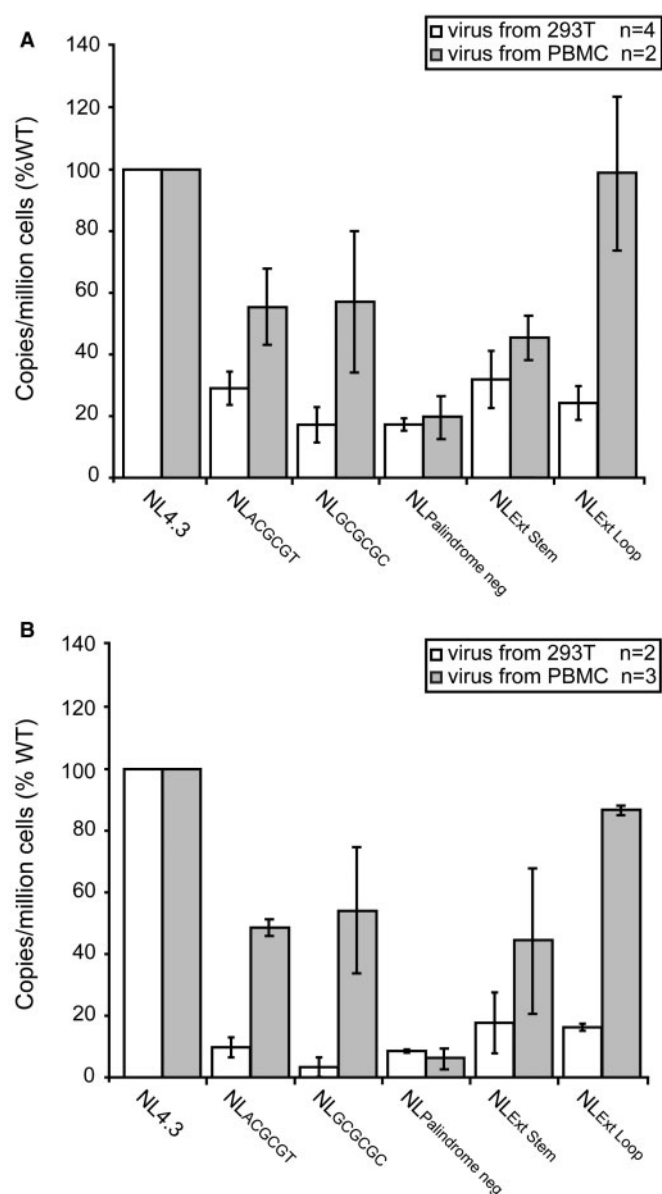 A
virus from 293T n=4
virus from PBMC n=2
Copies/million cells (%WT)
140
120
100
80
60
40
20
0
NL4.3
NLACGCGT
NLGCGCGC
NLPalindrome neg
NLExt Stem
NLExt Loop
B
virus from 293T n=2
virus from PBMC n=3
Copies/million cells (% WT)
140
120
100
80
60
40
20
0
NL4.3
NLACGCGT
NLGCGCGC
NLPalindrome neg
NLExt Stem
NLExt Loop